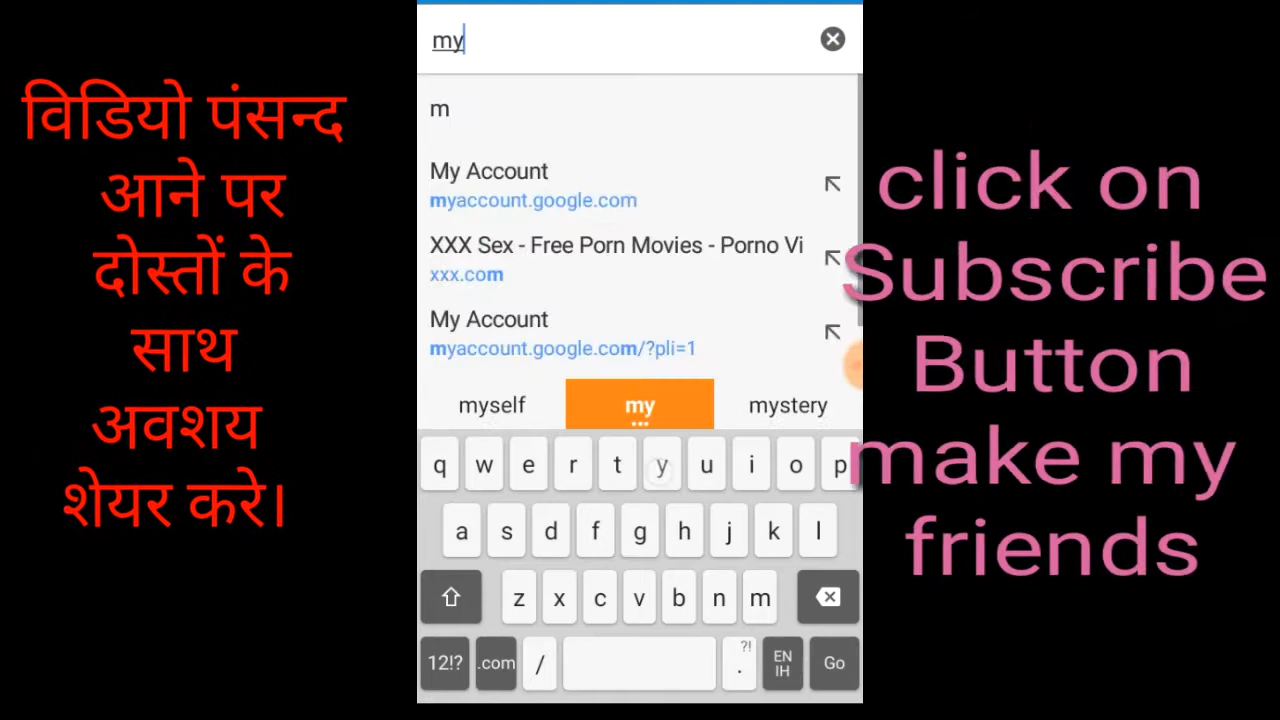 विडियो पंसन्द
आने पर
दोस्तों के
साथ
अवशय
शेयर करे।
my
m
My Account
myaccount.google.com
XXX Sex - Free Porn Movies - Porno Vi
xxx.com
My Account
myaccount.google.com/?pli=1
myself my mystery
q w e r t y u i o p
a s d f g h j k l
z x c v b n m
12!? .com / ?! . EN IH Go
click on
Subscribe
Button
make my
friends